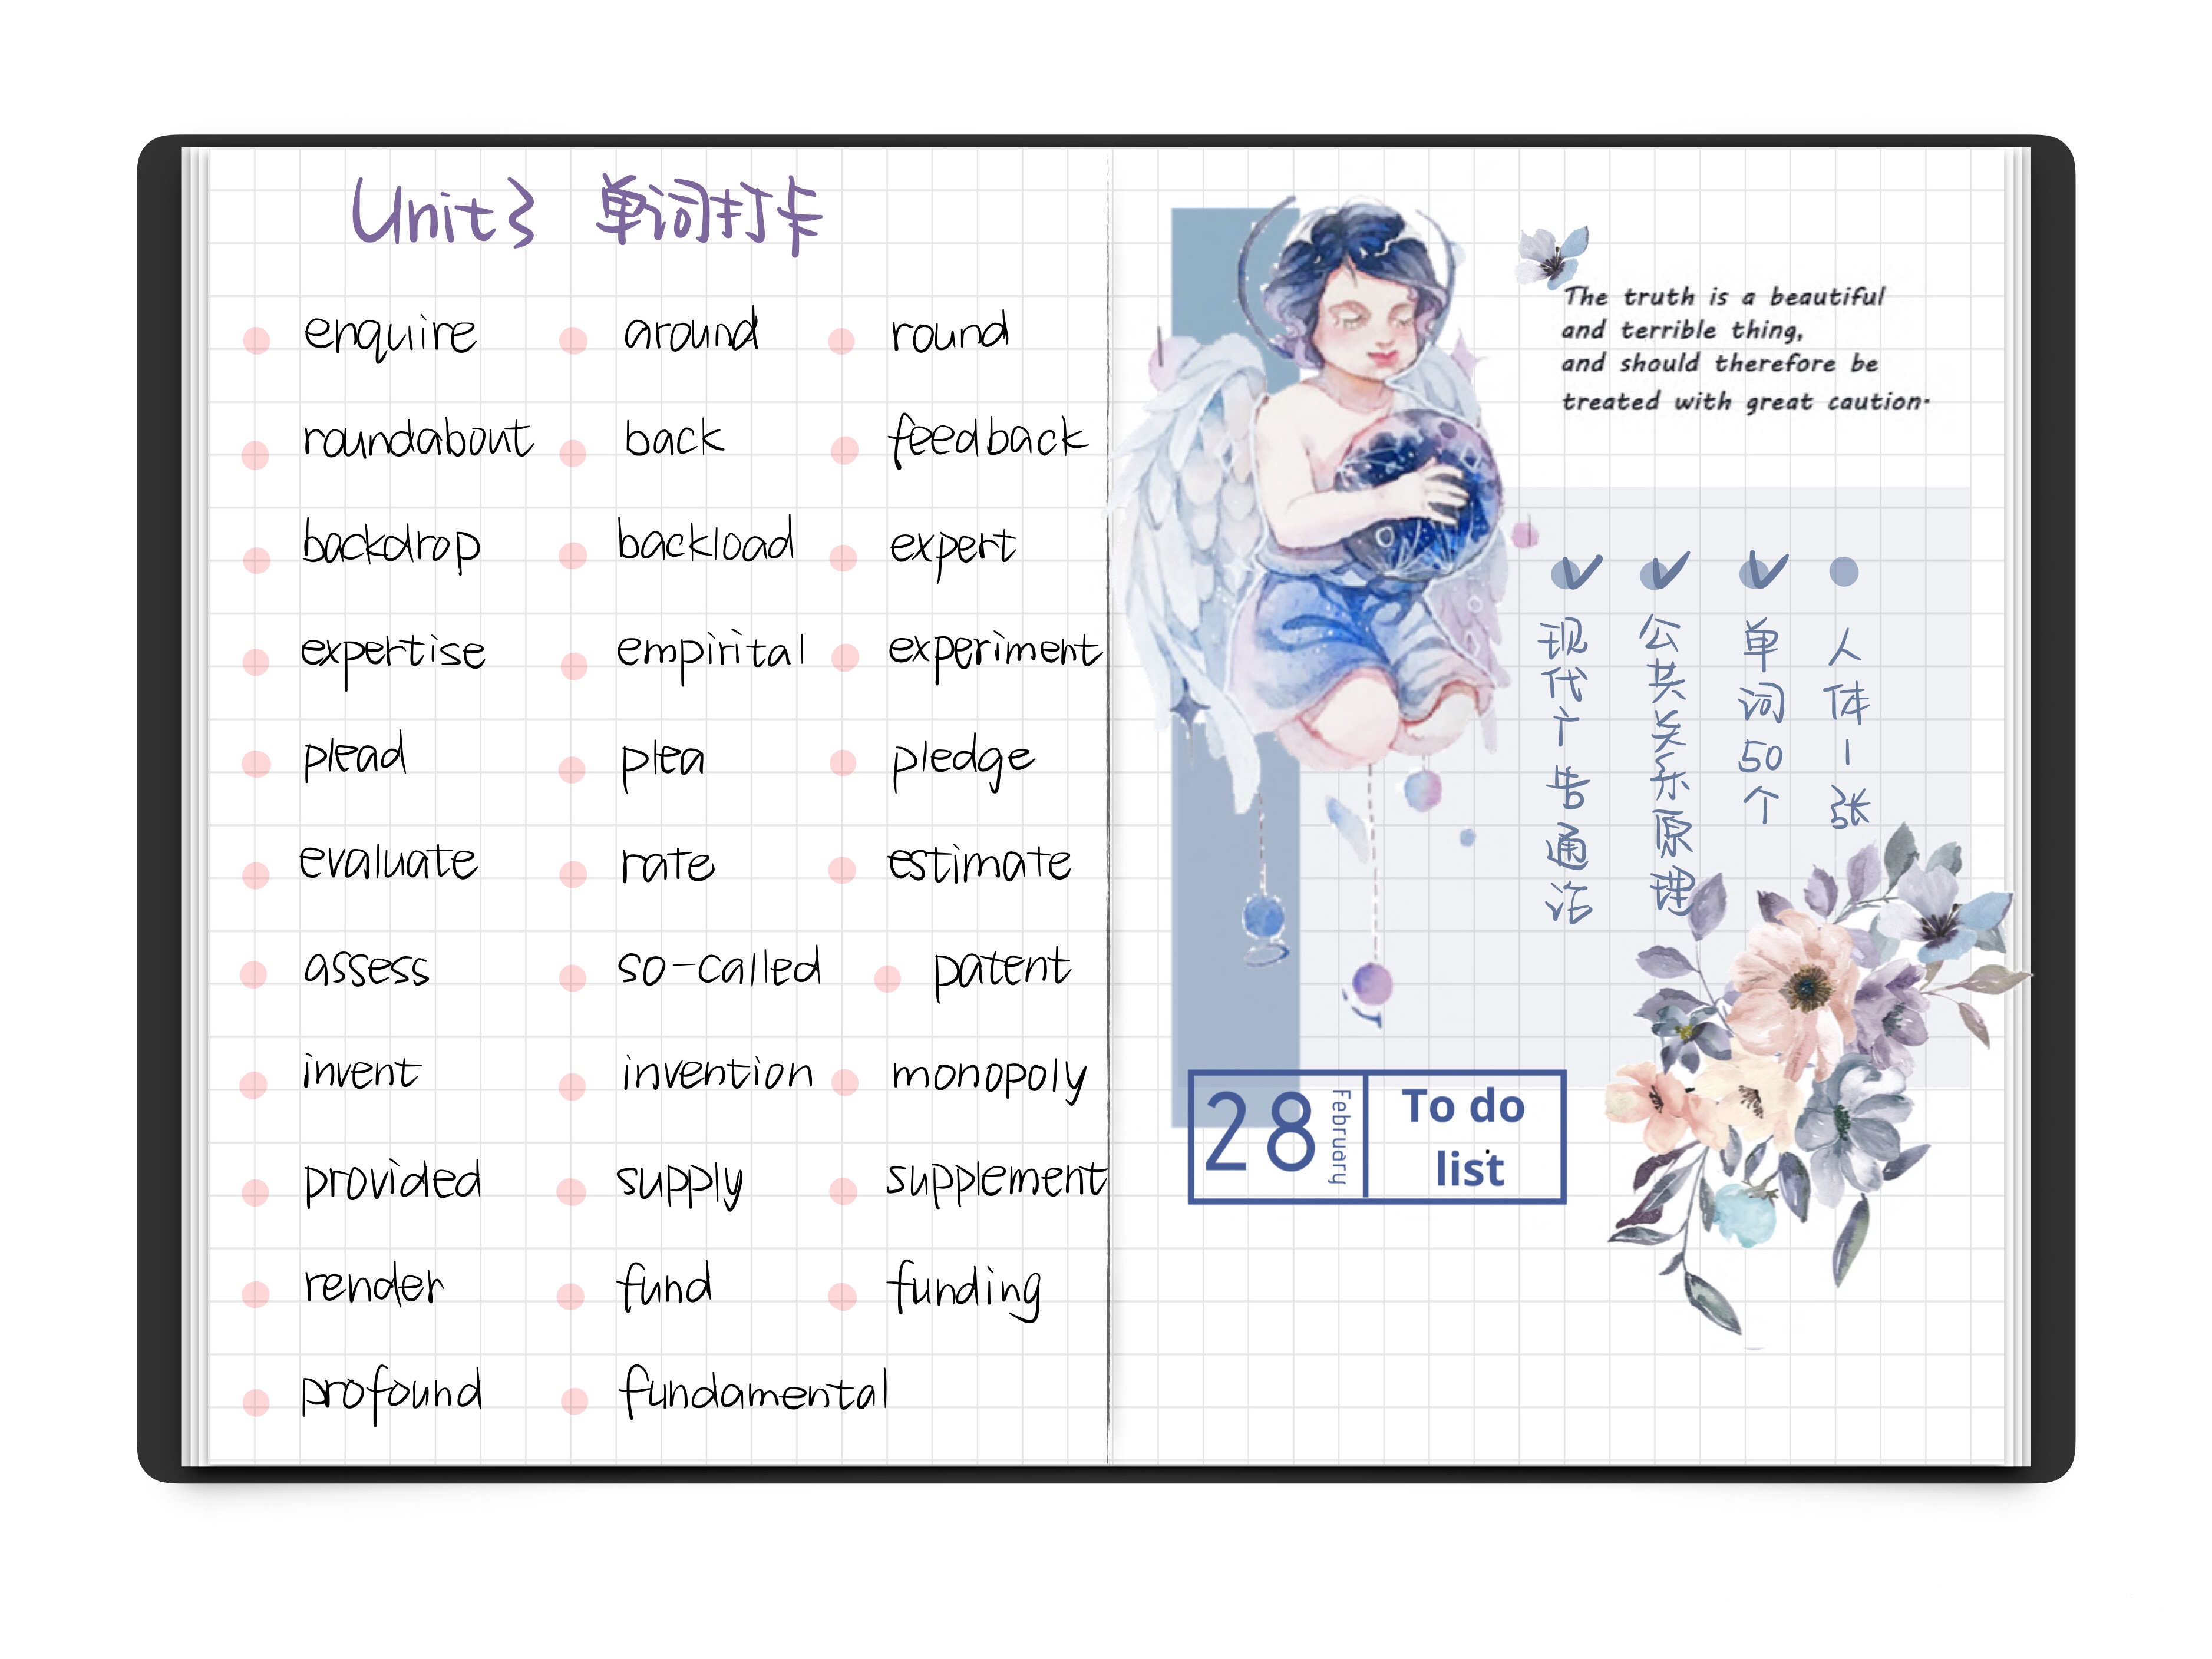 Unit3 单词打卡
enquire around round
roundabout back feedback
backdrop backload expert
expertise empirital experiment
plead plea pledge
evaluate rate estimate
assess so-called patent
invent invention monopoly
provided supply supplement
render fund funding
profound fundamental
The truth is a beautiful
and terrible thing,
and should therefore be
treated with great caution.
现代广告通论
公共关系原理
单词50个
人体1张
28 February
To do
list